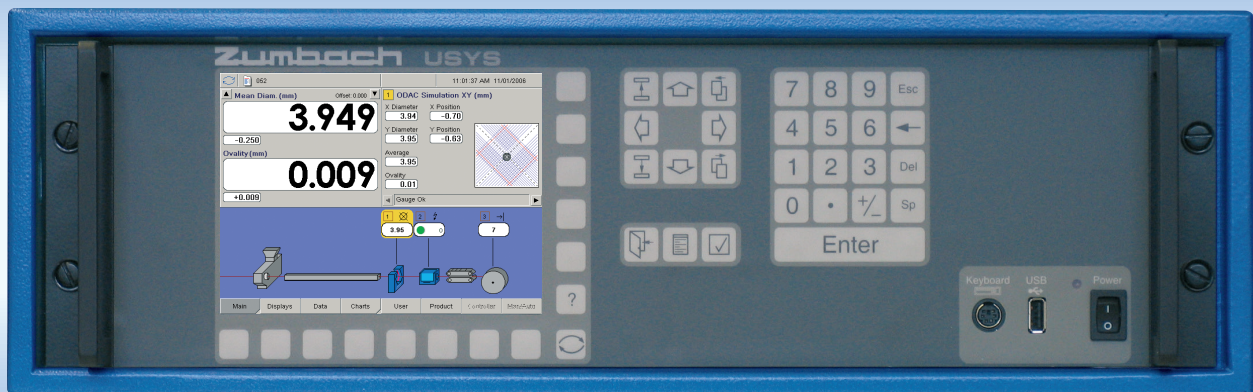 Zumbach USYS
052 11:01:37 AM 11/01/2006
Mean Diam. (mm) Offset: 0.000
3.949
-0.250
Ovality (mm)
0.009
+0.009
1 ODAC Simulation XY (mm)
X Diameter X Position
3.94 -0.70
Y Diameter Y Position
3.95 -0.63
Average
3.95
Ovality
0.01
Gauge Ok
1 2 3
3.95 0 7
Main Displays Data Charts User Product Controller Man/Auto
?
7 8 9 Esc
4 5 6
1 2 3 Del
0 . +/- Sp
Enter
Keyboard USB Power
I
O